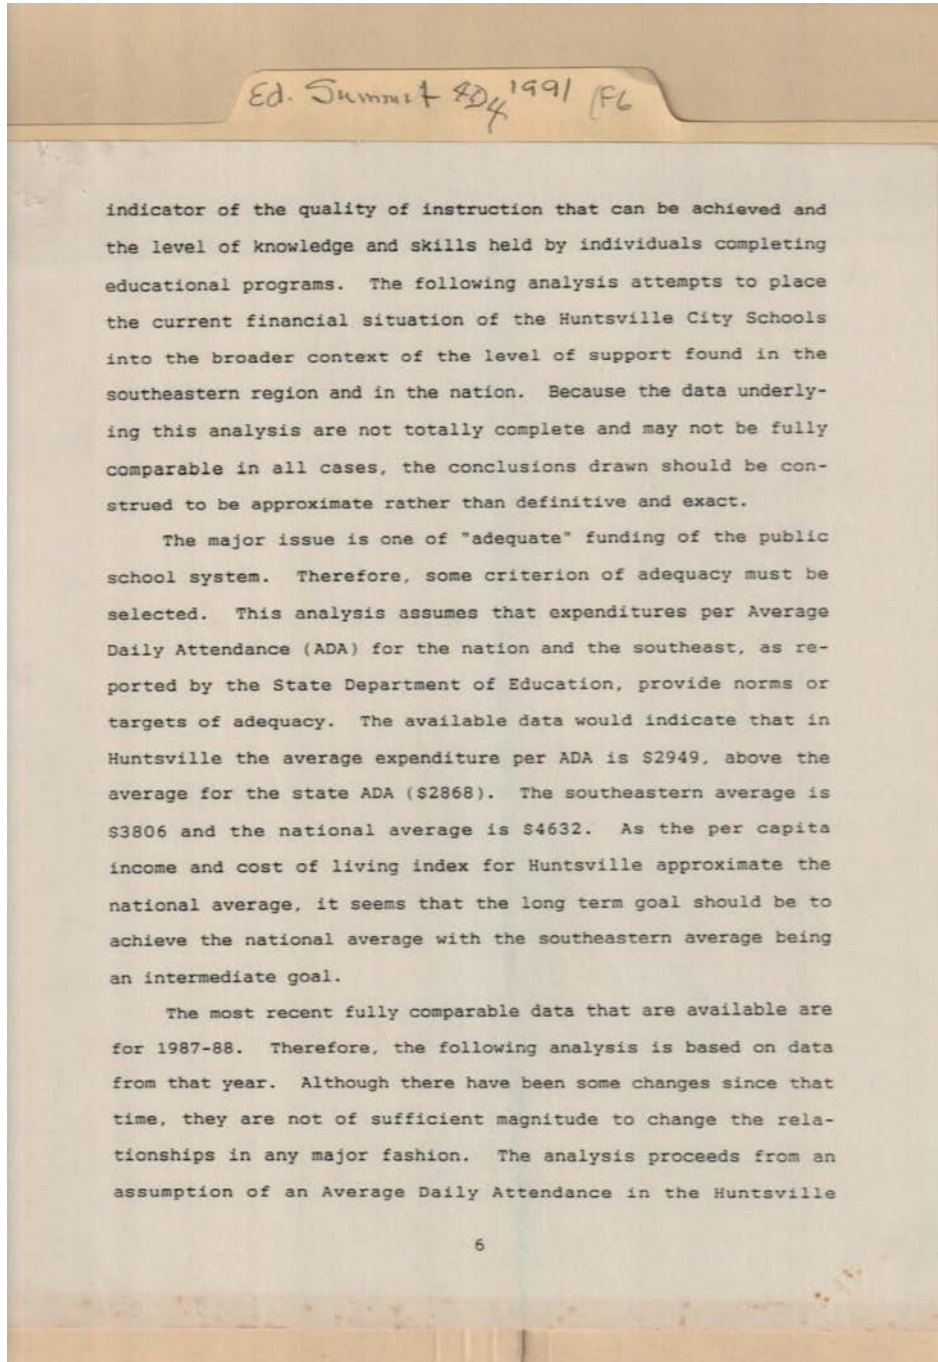 Ed. Summit 4D4 1991 (F6
indicator of the quality of instruction that can be achieved and
the level of knowledge and skills held by individuals completing
educational programs. The following analysis attempts to place
the current financial situation of the Huntsville City Schools
into the broader context of the level of support found in the
southeastern region and in the nation. Because the data underly-
ing this analysis are not totally complete and may not be fully
comparable in all cases, the conclusions drawn should be con-
strued to be approximate rather than definitive and exact.
The major issue is one of "adequate" funding of the public
school system. Therefore, some criterion of adequacy must be
selected. This analysis assumes that expenditures per Average
Daily Attendance (ADA) for the nation and the southeast, as re-
ported by the State Department of Education, provide norms or
targets of adequacy. The available data would indicate that in
Huntsville the average expenditure per ADA is $2949, above the
average for the state ADA ($2868). The southeastern average is
$3806 and the national average is $4632. As the per capita
income and cost of living index for Huntsville approximate the
national average, it seems that the long term goal should be to
achieve the national average with the southeastern average being
an intermediate goal.
The most recent fully comparable data that are available are
for 1987-88. Therefore, the following analysis is based on data
from that year. Although there have been some changes since that
time, they are not of sufficient magnitude to change the rela-
tionships in any major fashion. The analysis proceeds from an
assumption of an Average Daily Attendance in the Huntsville
6